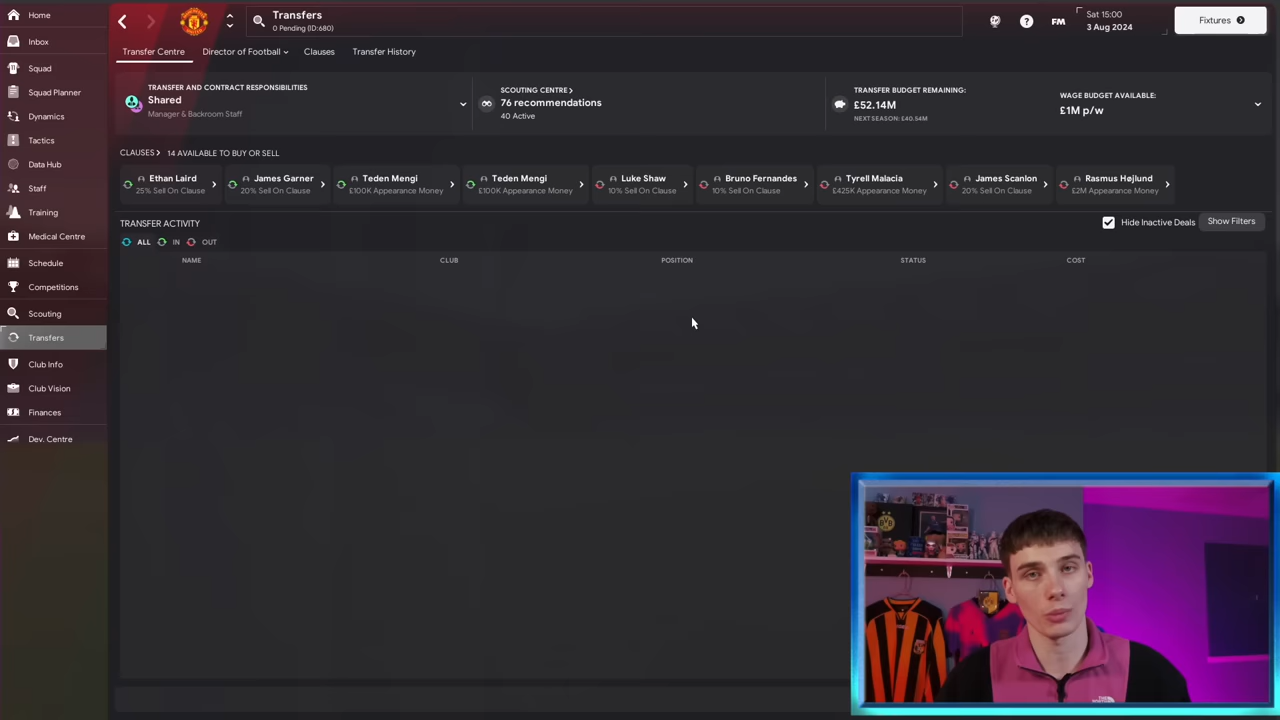 Home
Inbox
Squad
Squad Planner
Dynamics
Tactics
Data Hub
Staff
Training
Medical Centre
Schedule
Competitions
Scouting
Transfers
Club Info
Club Vision
Finances
Dev. Centre
Transfers
0 Pending (ID:680)
FM
Sat 15:00
3 Aug 2024
Fixtures
Transfer Centre
Director of Football
Clauses
Transfer History
TRANSFER AND CONTRACT RESPONSIBILITIES
Shared
Manager & Backroom Staff
SCOUTING CENTRE
76 recommendations
40 Active
TRANSFER BUDGET REMAINING:
£52.14M
NEXT SEASON: £40.54M
WAGE BUDGET AVAILABLE:
£1M p/w
CLAUSES 14 AVAILABLE TO BUY OR SELL
Ethan Laird
25% Sell On Clause
James Garner
20% Sell On Clause
Teden Mengi
£100K Appearance Money
Teden Mengi
£100K Appearance Money
Luke Shaw
10% Sell On Clause
Bruno Fernandes
10% Sell On Clause
Tyrell Malacia
£425K Appearance Money
James Scanlon
20% Sell On Clause
Rasmus Højlund
£2M Appearance Money
TRANSFER ACTIVITY
Hide Inactive Deals
Show Filters
ALL IN OUT
NAME CLUB POSITION STATUS COST
BVB